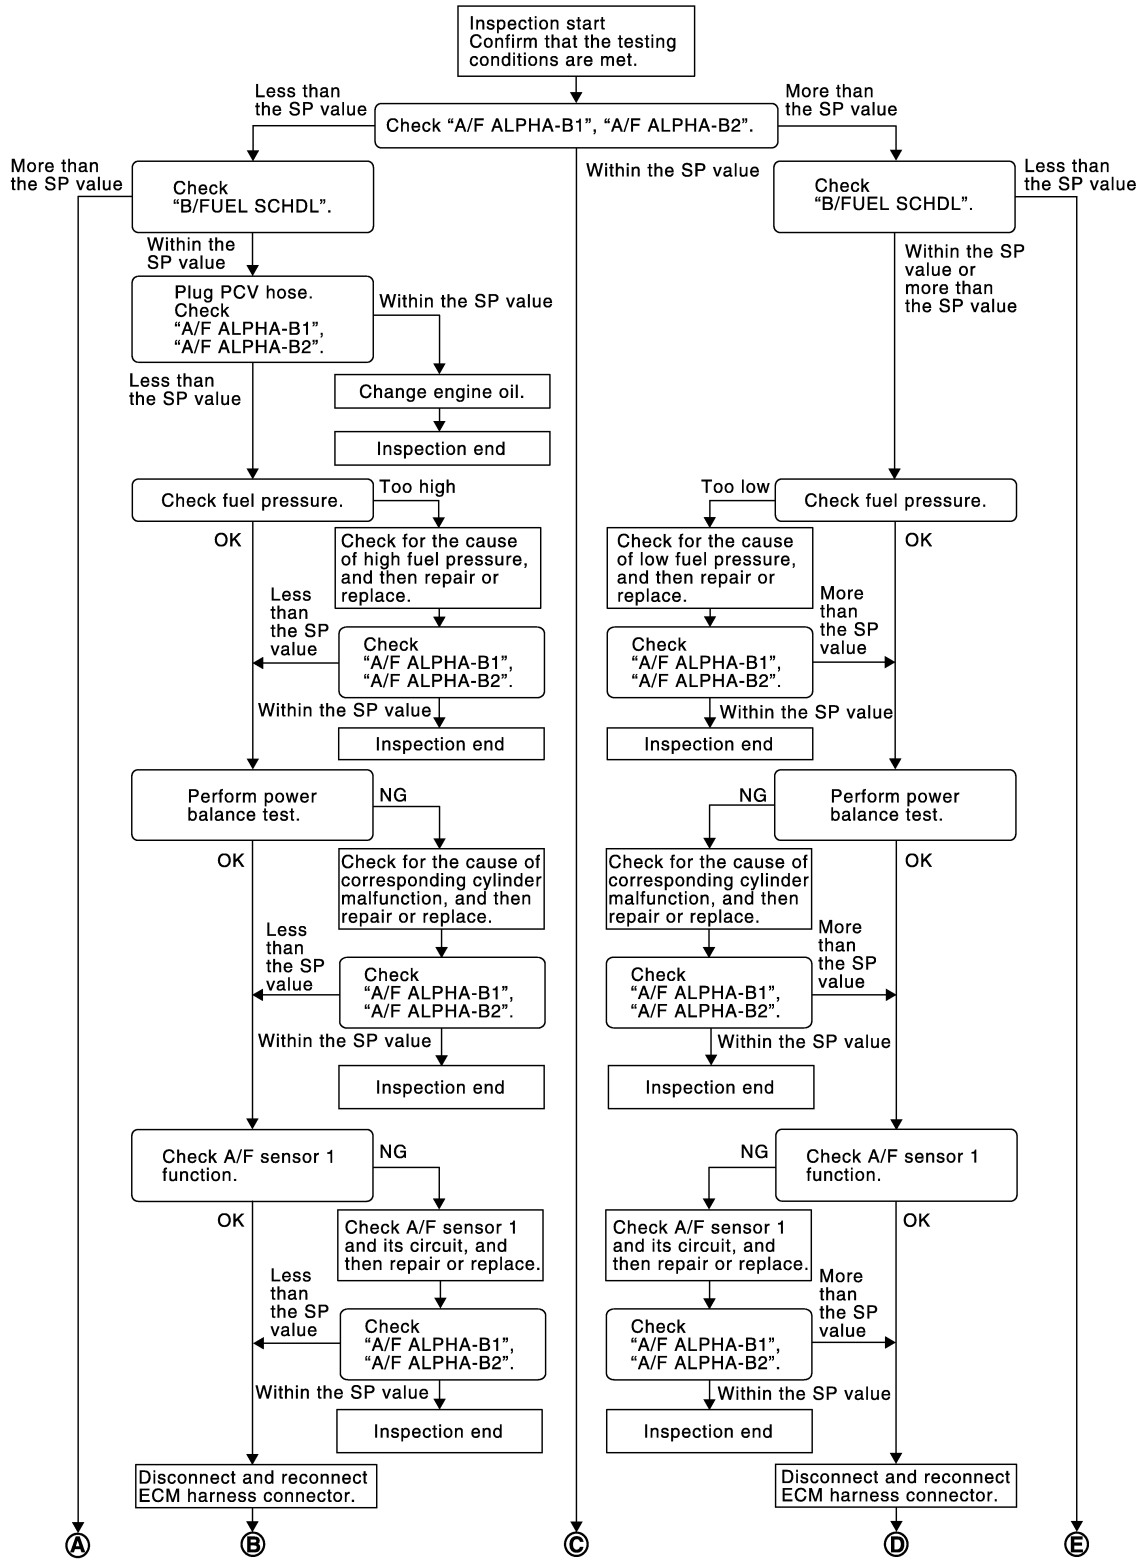 Inspection start
Confirm that the testing
conditions are met.
Less than
the SP value
More than
the SP value
Check “A/F ALPHA-B1”, “A/F ALPHA-B2”.
More than
the SP value
Check
“B/FUEL SCHDL”.
Within the SP value
Check
“B/FUEL SCHDL”.
Less than
the SP value
Within the
SP value
Within the SP
value or
more than
the SP value
Plug PCV hose.
Check
“A/F ALPHA-B1”,
“A/F ALPHA-B2”.
Within the SP value
Less than
the SP value
Change engine oil.
Inspection end
Check fuel pressure.
Too high
Too low
Check fuel pressure.
OK
Check for the cause
of high fuel pressure,
and then repair or
replace.
Check for the cause
of low fuel pressure,
and then repair or
replace.
OK
Less
than
the SP
value
Check
“A/F ALPHA-B1”,
“A/F ALPHA-B2”.
Check
“A/F ALPHA-B1”,
“A/F ALPHA-B2”.
More
than
the SP
value
Within the SP value
Within the SP value
Inspection end
Inspection end
Perform power
balance test.
NG
NG
Perform power
balance test.
OK
Check for the cause of
corresponding cylinder
malfunction, and then
repair or replace.
Check for the cause of
corresponding cylinder
malfunction, and then
repair or replace.
OK
Less
than
the SP
value
Check
“A/F ALPHA-B1”,
“A/F ALPHA-B2”.
Check
“A/F ALPHA-B1”,
“A/F ALPHA-B2”.
More
than
the SP
value
Within the SP value
Within the SP value
Inspection end
Inspection end
Check A/F sensor 1
function.
NG
NG
Check A/F sensor 1
function.
OK
Check A/F sensor 1
and its circuit, and
then repair or replace.
Check A/F sensor 1
and its circuit, and
then repair or replace.
OK
Less
than
the SP
value
Check
“A/F ALPHA-B1”,
“A/F ALPHA-B2”.
Check
“A/F ALPHA-B1”,
“A/F ALPHA-B2”.
More
than
the SP
value
Within the SP value
Within the SP value
Inspection end
Inspection end
Disconnect and reconnect
ECM harness connector.
Disconnect and reconnect
ECM harness connector.
A
B
C
D
E